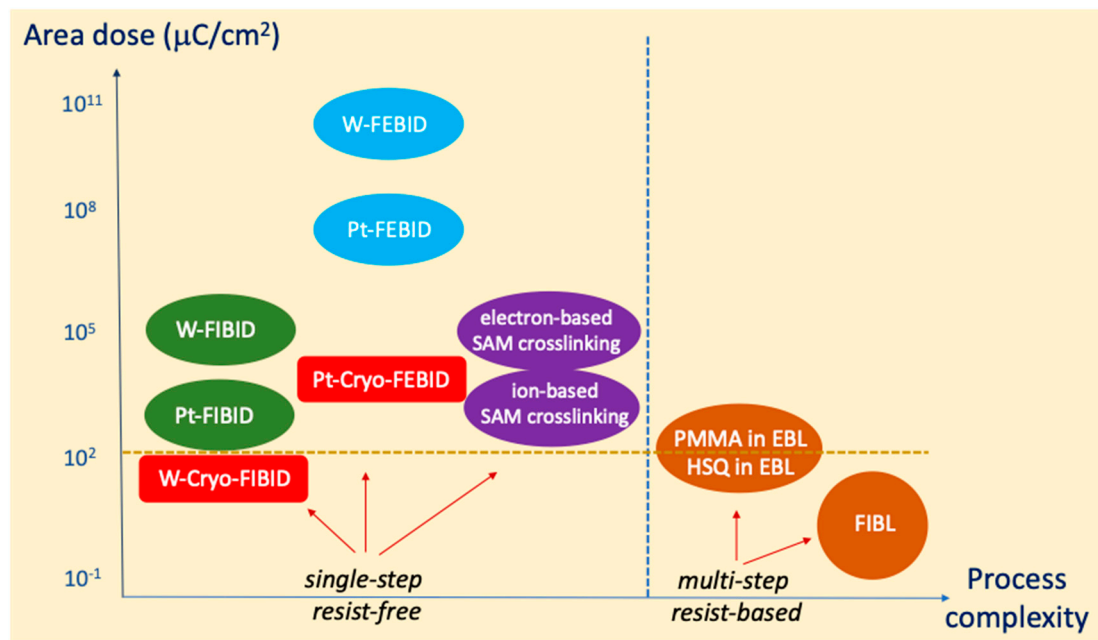 Area dose (μC/cm²)
10¹¹
W-FEBID
10⁸
Pt-FEBID
10⁵
W-FIBID
electron-based
SAM crosslinking
Pt-Cryo-FEBID
ion-based
SAM crosslinking
Pt-FIBID
PMMA in EBL
HSQ in EBL
10²
W-Cryo-FIBID
FIBL
10⁻¹
single-step
resist-free
multi-step
resist-based
Process
complexity